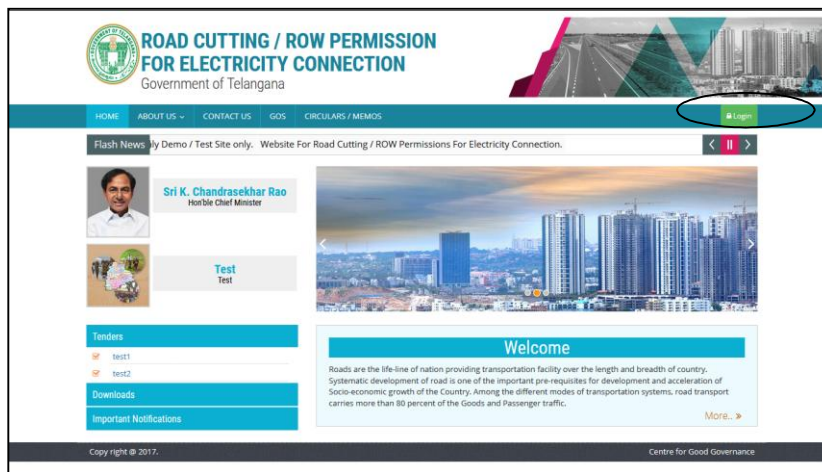 ROAD CUTTING / ROW PERMISSION
FOR ELECTRICITY CONNECTION
Government of Telangana
HOME ABOUT US CONTACT US GOS CIRCULARS / MEMOS Login
Flash News ly Demo / Test Site only. Website For Road Cutting / ROW Permissions For Electricity Connection.
Sri K. Chandrasekhar Rao
Hon'ble Chief Minister
Test
Test
Tenders
test1
test2
Downloads
Important Notifications
Welcome
Roads are the life-line of nation providing transportation facility over the length and breadth of country.
Systematic development of road is one of the important pre-requisites for development and acceleration of
Socio-economic growth of the Country. Among the different modes of transportation systems, road transport
carries more than 80 percent of the Goods and Passenger traffic.
More.. »
Copy right @ 2017. Centre for Good Governance